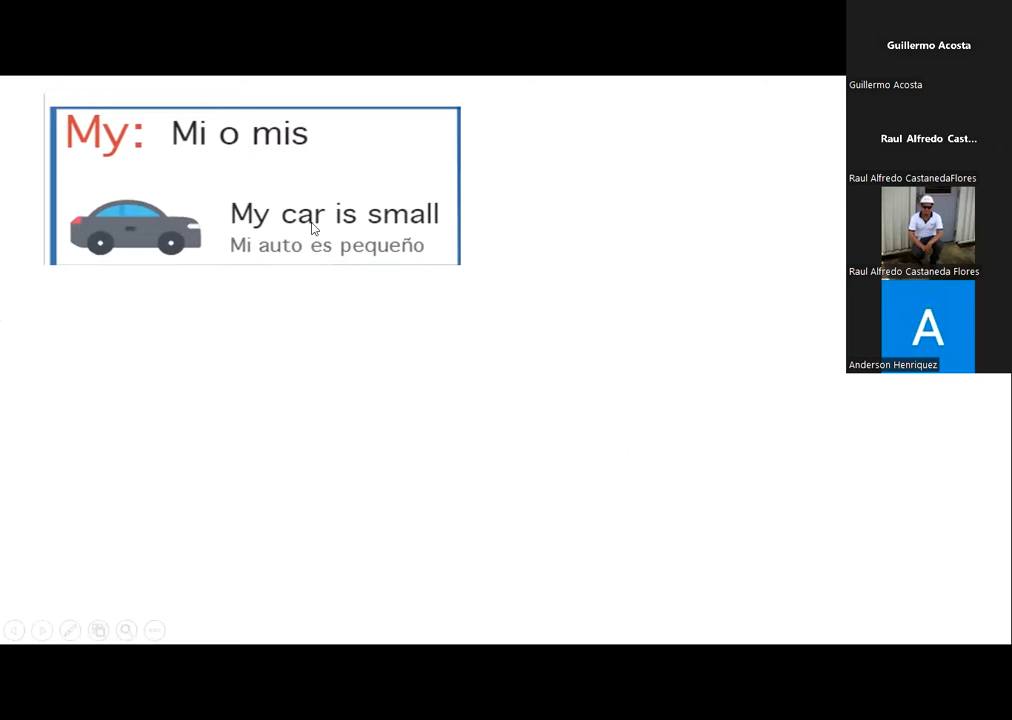 My: Mi o mis
My car is small
Mi auto es pequeño
Guillermo Acosta
Guillermo Acosta
Raul Alfredo Cast...
Raul Alfredo CastanedaFlores
Raul Alfredo Castaneda Flores
A
Anderson Henriquez